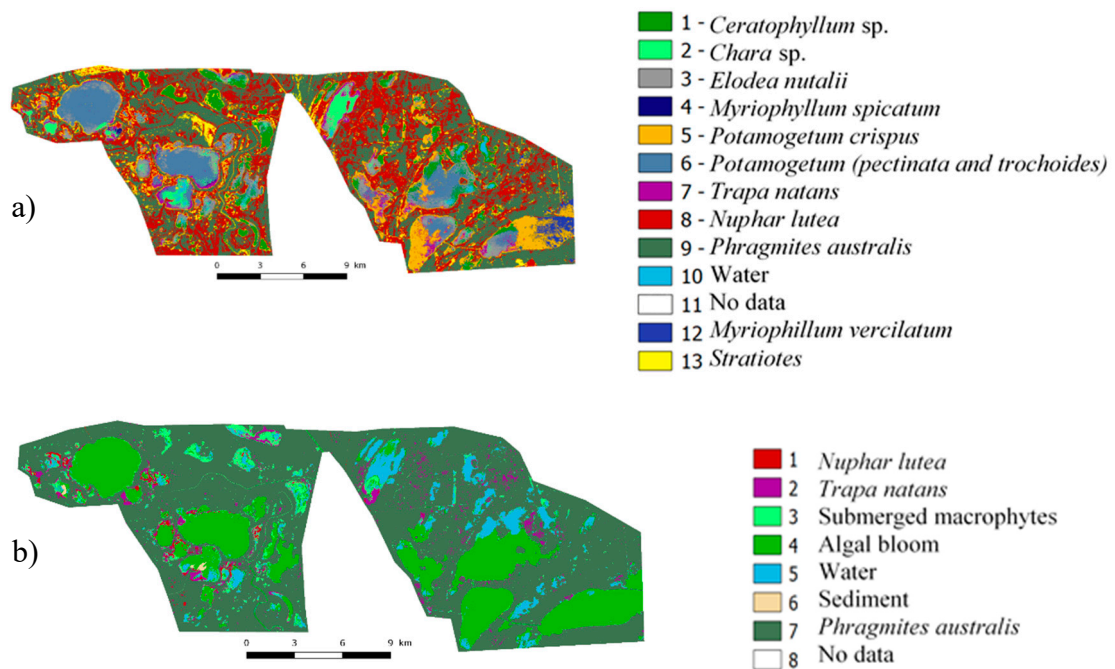 a)
0 3 6 9 km
1 - Ceratophyllum sp.
2 - Chara sp.
3 - Elodea nutalii
4 - Myriophyllum spicatum
5 - Potamogetum crispus
6 - Potamogetum (pectinata and trochoides)
7 - Trapa natans
8 - Nuphar lutea
9 - Phragmites australis
10 Water
11 No data
12 Myriophillum vercilatum
13 Stratiotes
b)
0 3 6 9 km
1 Nuphar lutea
2 Trapa natans
3 Submerged macrophytes
4 Algal bloom
5 Water
6 Sediment
7 Phragmites australis
8 No data